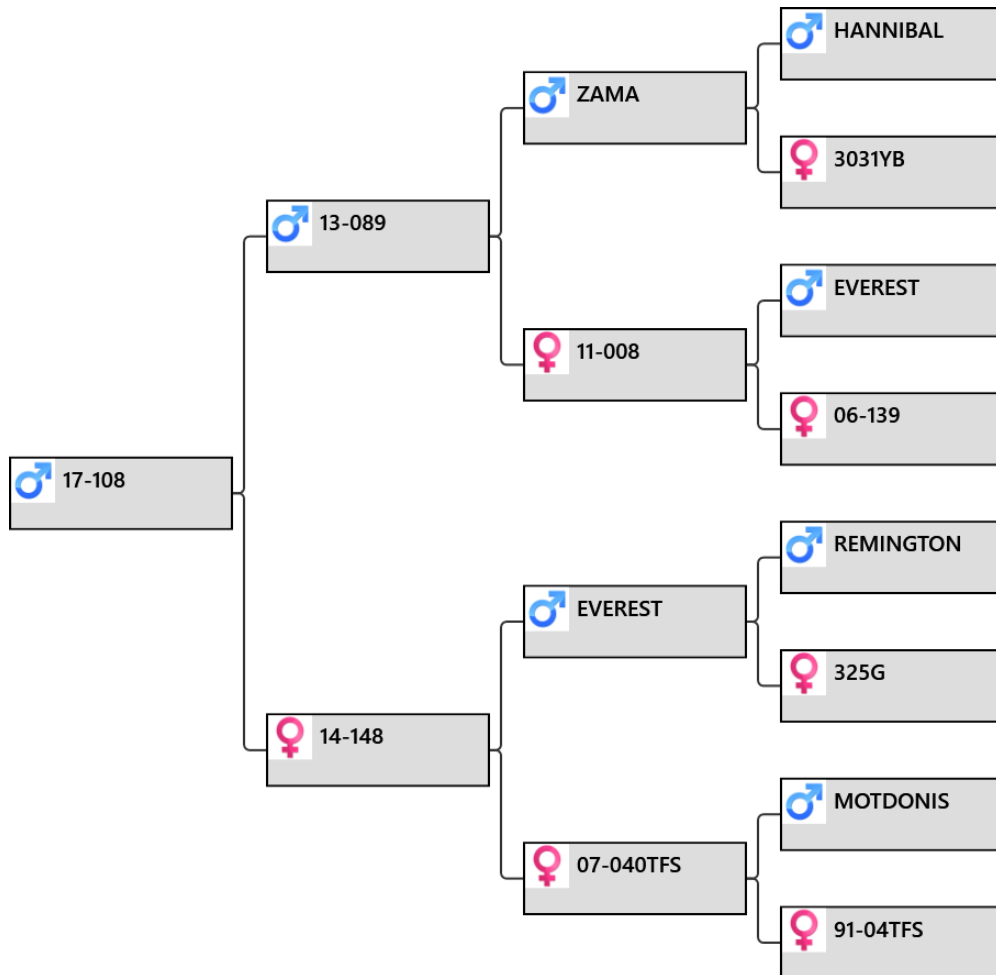 HANNIBAL
ZAMA
3031YB
13-089
EVEREST
11-008
06-139
17-108
REMINGTON
EVEREST
325G
14-148
MOTDONIS
07-040TFS
91-04TFS